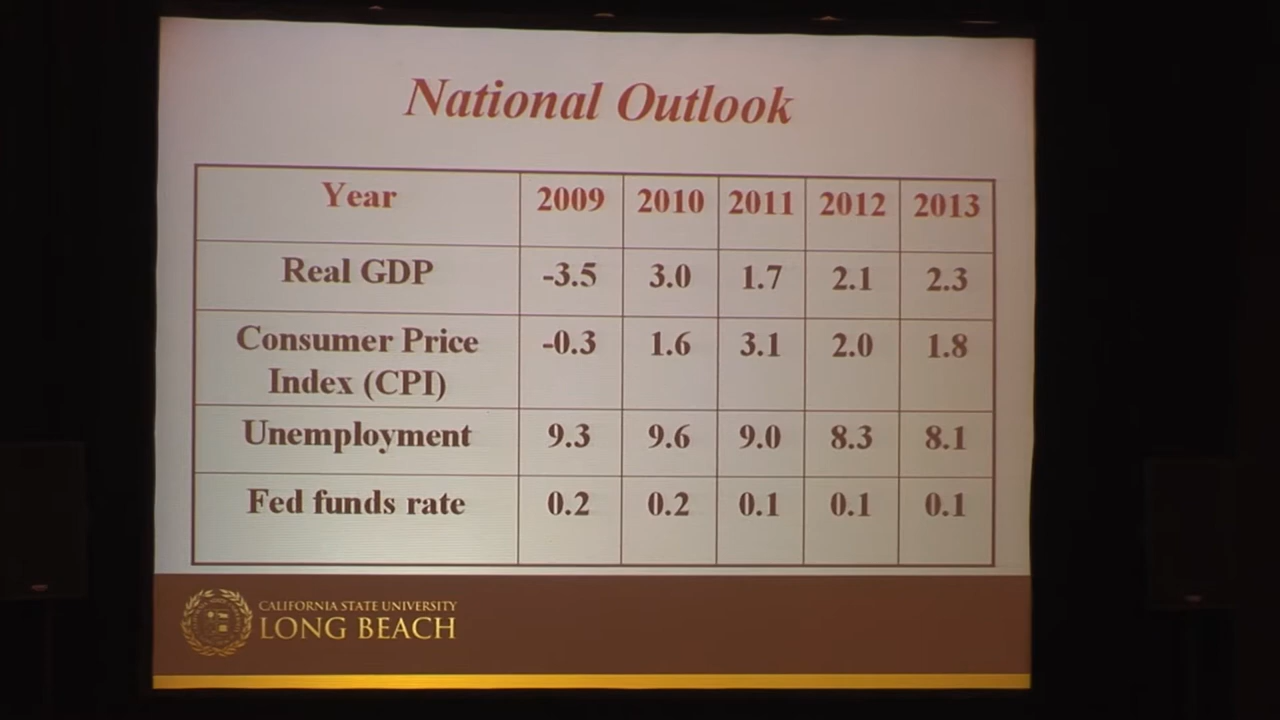 National Outlook
Year 2009 2010 2011 2012 2013
Real GDP -3.5 3.0 1.7 2.1 2.3
Consumer Price
Index (CPI) -0.3 1.6 3.1 2.0 1.8
Unemployment 9.3 9.6 9.0 8.3 8.1
Fed funds rate 0.2 0.2 0.1 0.1 0.1
CALIFORNIA STATE UNIVERSITY
LONG BEACH